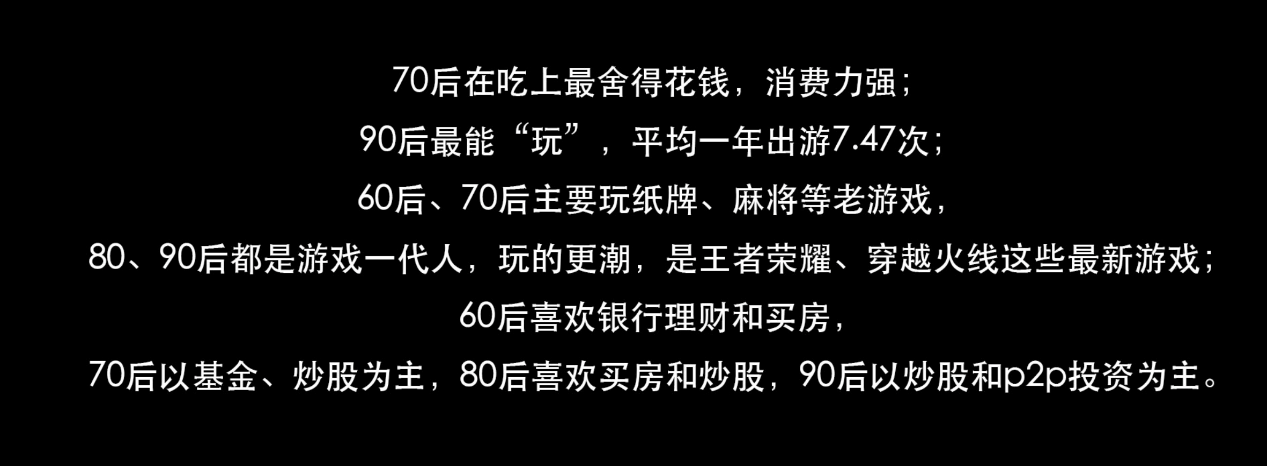 70后在吃上最舍得花钱，消费力强；
90后最能“玩”，平均一年出游7.47次；
60后、70后主要玩纸牌、麻将等老游戏，
80、90后都是游戏一代人，玩的更潮，是王者荣耀、穿越火线这些最新游戏；
60后喜欢银行理财和买房，
70后以基金、炒股为主，80后喜欢买房和炒股，90后以炒股和p2p投资为主。